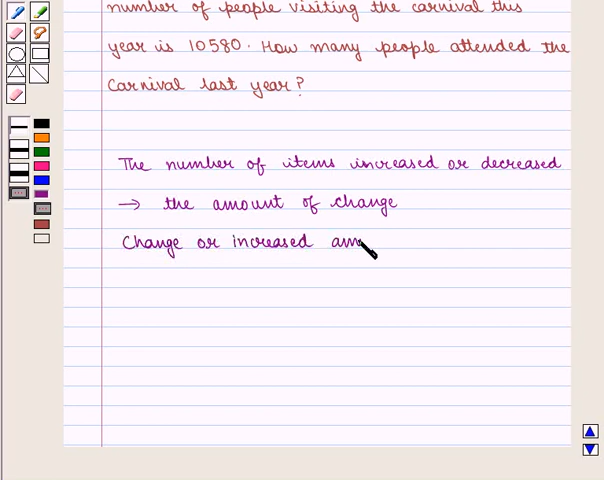 number of people visiting the carnival this
year is 10580. How many people attended the
Carnival last year?
The number of items increased or decreased
→ the amount of change
Change or increased am